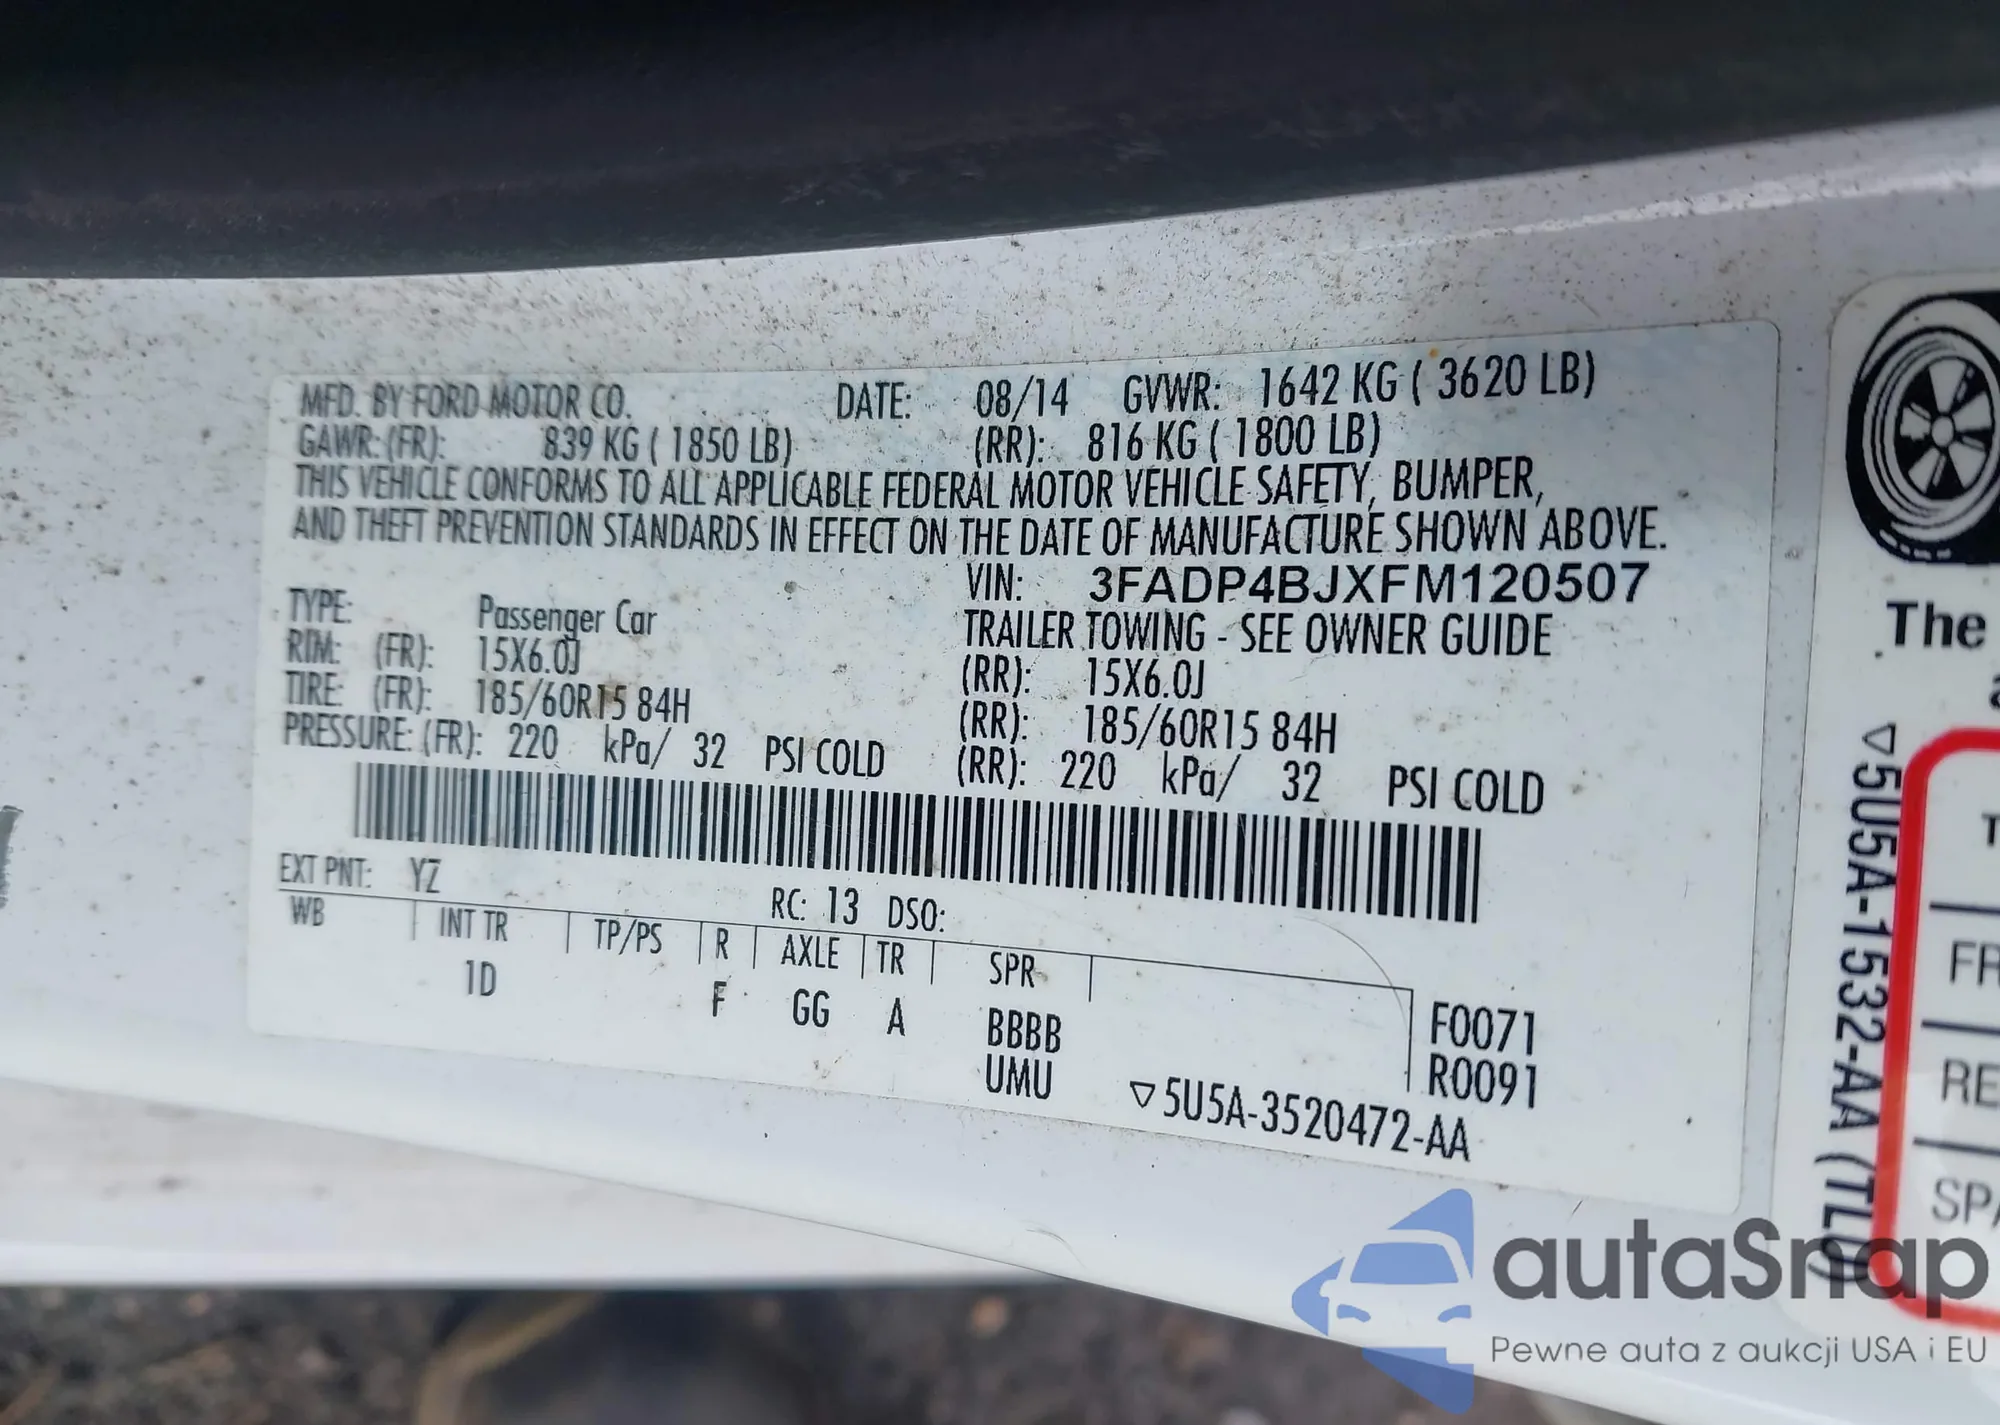 MFD. BY FORD MOTOR CO. DATE: 08/14 GVWR: 1642 KG ( 3620 LB)
GAWR: (FR): 839 KG ( 1850 LB) (RR): 816 KG ( 1800 LB)
THIS VEHICLE CONFORMS TO ALL APPLICABLE FEDERAL MOTOR VEHICLE SAFETY, BUMPER,
AND THEFT PREVENTION STANDARDS IN EFFECT ON THE DATE OF MANUFACTURE SHOWN ABOVE.
VIN: 3FADP4BJXFM120507
TYPE: Passenger Car TRAILER TOWING - SEE OWNER GUIDE
RIM: (FR): 15X6.0J (RR): 15X6.0J
TIRE: (FR): 185/60R15 84H (RR): 185/60R15 84H
PRESSURE: (FR): 220 kPa/ 32 PSI COLD (RR): 220 kPa/ 32 PSI COLD
EXT PNT: YZ RC: 13 DSO:
WB INT TR TP/PS R AXLE TR SPR
1D F GG A BBBB F0071
UMU R0091
▽5U5A-3520472-AA
The
▽5U5A-1532-AA (TLU)
FR
RE
SPA
autaSnap
Pewne auta z aukcji USA i EU